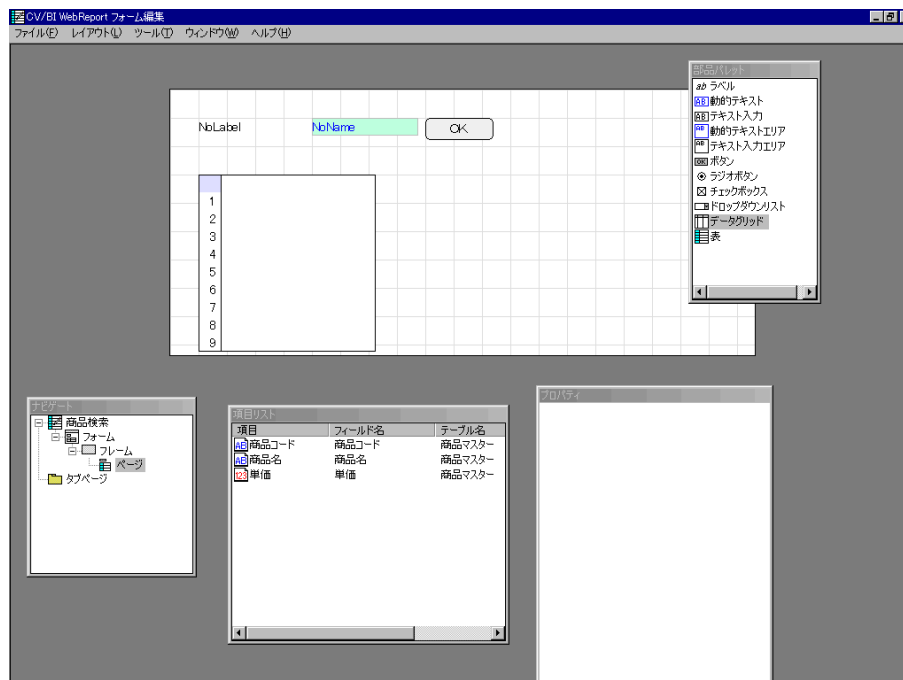 CV/BI WebReport フォーム編集
ファイル(F) レイアウト(L) ツール(T) ウィンドウ(W) ヘルプ(H)
部品パレット
ab ラベル
AB 動的テキスト
AB テキスト入力
AB 動的テキストエリア
AB テキスト入力エリア
OK ボタン
ラジオボタン
チェックボックス
ドロップダウンリスト
データグリッド
表
NoLabel NoName OK
1
2
3
4
5
6
7
8
9
ナビゲート
商品検索
フォーム
フレーム
ページ
タブページ
項目リスト
項目 フィールド名 テーブル名
AB 商品コード 商品コード 商品マスター
AB 商品名 商品名 商品マスター
123 単価 単価 商品マスター
プロパティ